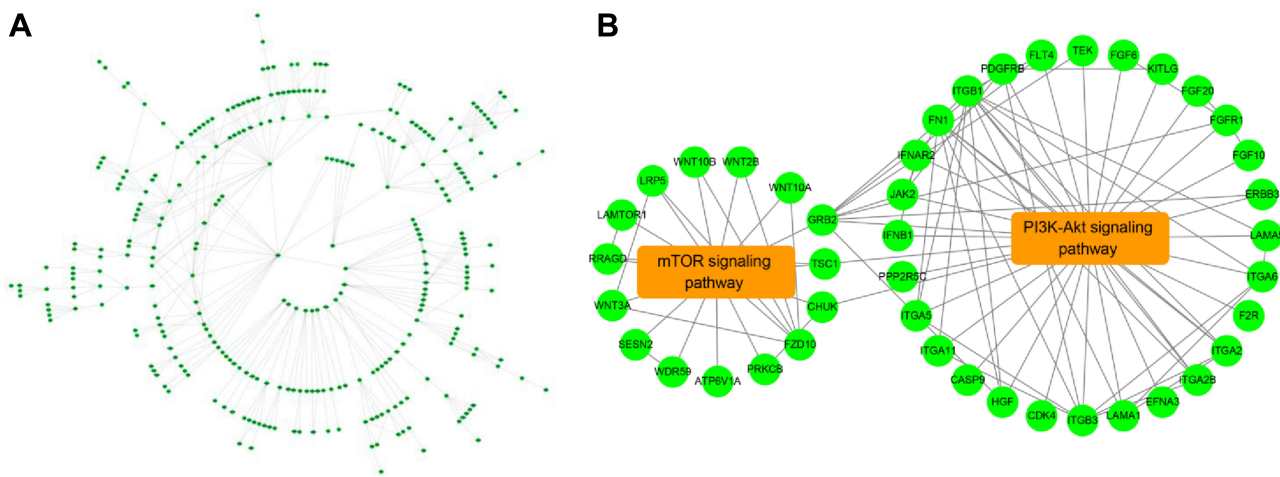 A
B
FLT4
TEK
FGF6
PDGFRB
KITLG
ITGB1
FGF20
FN1
FGFR1
IFNAR2
FGF10
WNT10B
WNT2B
LRP5
WNT10A
JAK2
ERBB3
LAMTOR1
GRB2
IFNB1
LAMA5
PI3K-Akt signaling
pathway
RRAGD
mTOR signaling
pathway
TSC1
PPP2R5C
ITGA6
WNT3A
CHUK
ITGA5
F2R
SESN2
FZD10
ITGA11
ITGA2
WDR59
ATP6V1A
PRKCB
CASP9
ITGA2B
HGF
CDK4
ITGB3
LAMA1
EFNA3